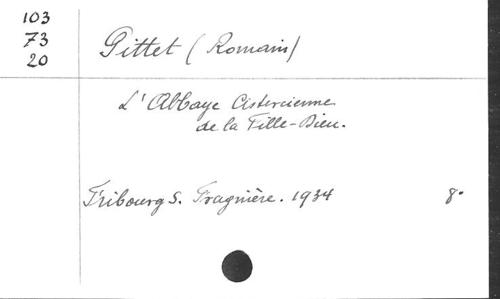 103
73
20
Pittet (Romain)
L'Abbaye Cistercienne
de la Fille-Dieu.
Fribourg S. Fragnière. 1934 8°